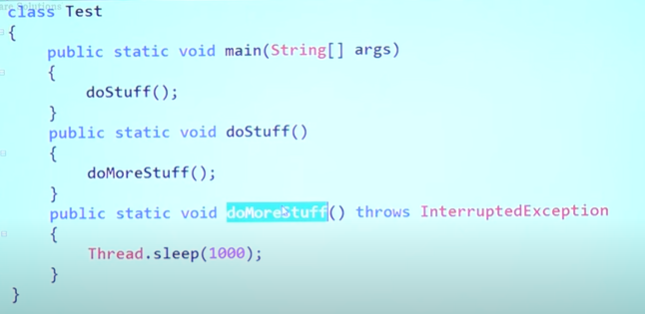 class Test
{
public static void main(String[] args)
{
doStuff();
}
public static void doStuff()
{
doMoreStuff();
}
public static void doMoreStuff() throws InterruptedException
{
Thread.sleep(1000);
}
}